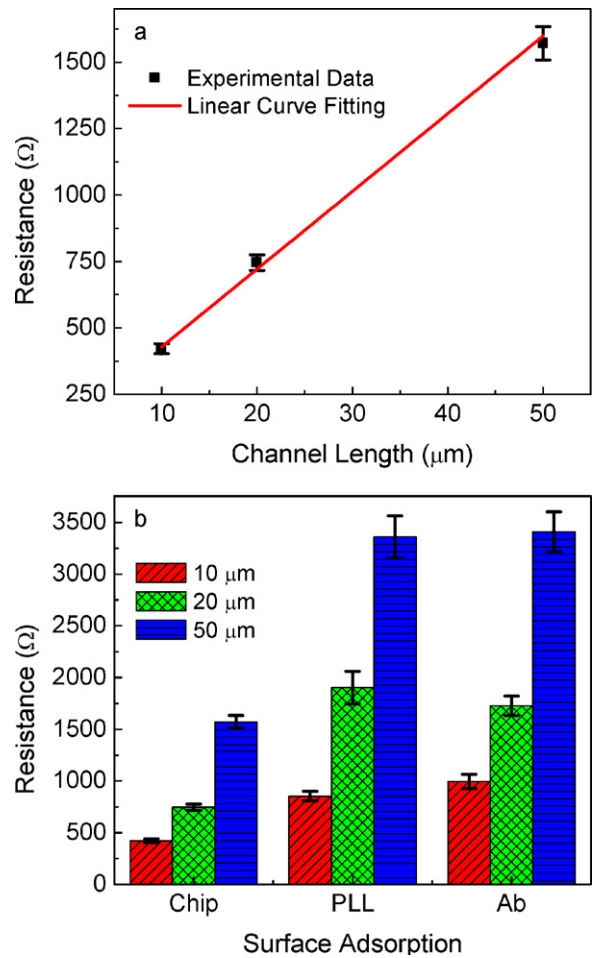 a
Experimental Data
Linear Curve Fitting
1500
1250
1000
750
500
250
Resistance (Ω)
10 20 30 40 50
Channel Length (μm)
b
10 μm
20 μm
50 μm
3500
3000
2500
2000
1500
1000
500
0
Resistance (Ω)
Chip PLL Ab
Surface Adsorption